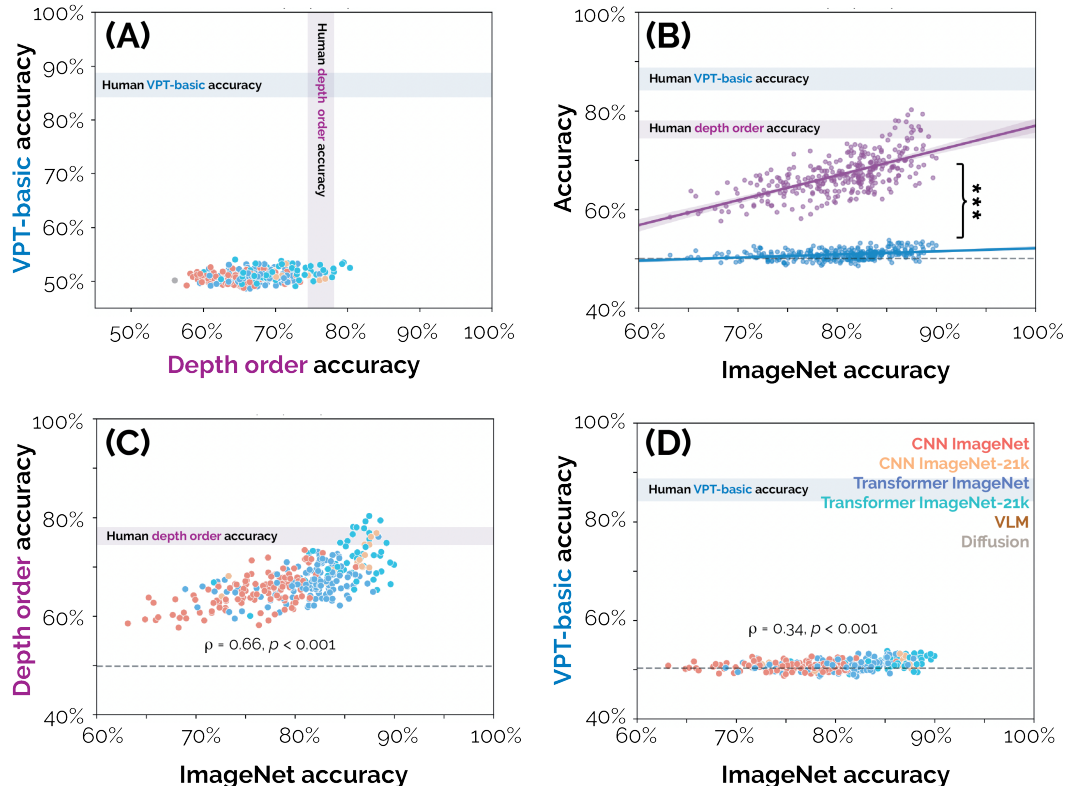 (A)
100%
90%
80%
70%
60%
50%
VPT-basic accuracy
Human VPT-basic accuracy
Human depth order accuracy
50%
60%
70%
80%
90%
100%
Depth order accuracy
(B)
100%
80%
60%
40%
Accuracy
Human VPT-basic accuracy
Human depth order accuracy
***
60%
70%
80%
90%
100%
ImageNet accuracy
(C)
100%
80%
60%
40%
Depth order accuracy
Human depth order accuracy
ρ = 0.66, p < 0.001
60%
70%
80%
90%
100%
ImageNet accuracy
(D)
100%
80%
60%
40%
VPT-basic accuracy
CNN ImageNet
CNN ImageNet-21k
Transformer ImageNet
Human VPT-basic accuracy
Transformer ImageNet-21k
VLM
Diffusion
ρ = 0.34, p < 0.001
60%
70%
80%
90%
100%
ImageNet accuracy